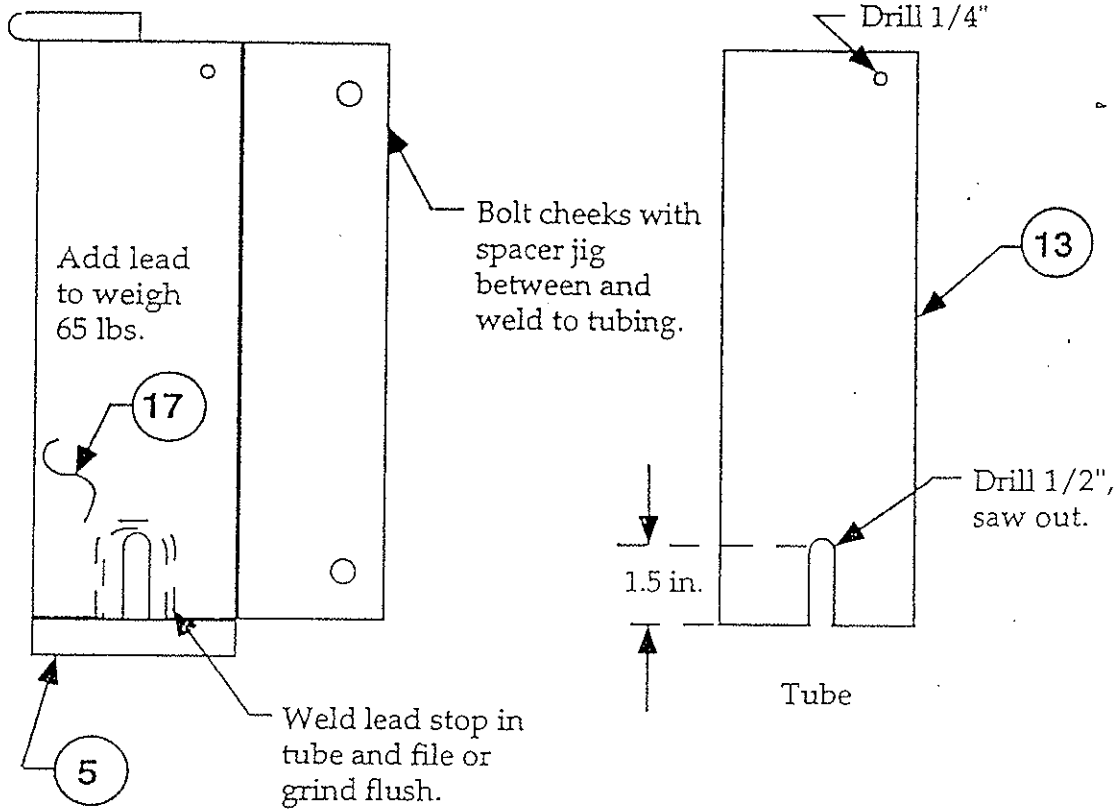 Drill 1/4"
Bolt cheeks with
spacer jig
between and
weld to tubing.
13
Add lead
to weigh
65 lbs.
17
Drill 1/2",
saw out.
1.5 in.
Tube
Weld lead stop in
tube and file or
grind flush.
5